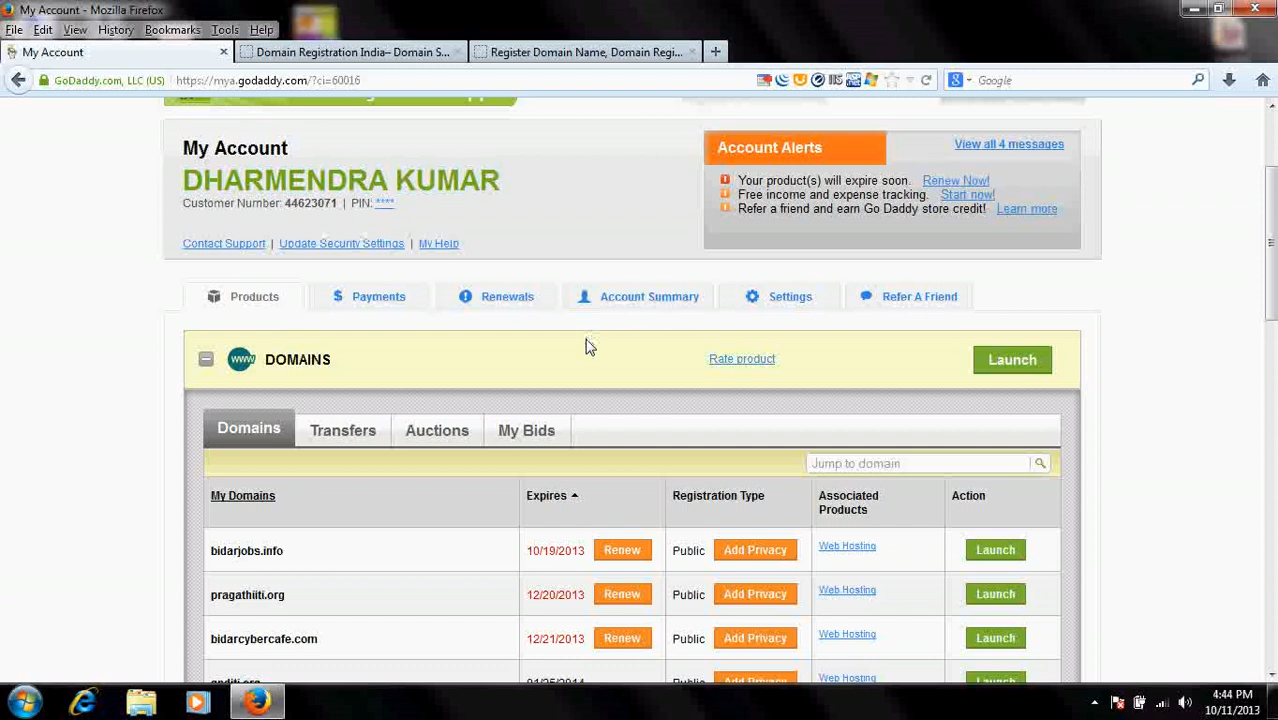 My Account - Mozilla Firefox
File Edit View History Bookmarks Tools Help
My Account
Domain Registration India– Domain S...
Register Domain Name, Domain Regi...
GoDaddy.com, LLC (US) https://mya.godaddy.com/?ci=60016
Google
My Account
DHARMENDRA KUMAR
Customer Number: 44623071 | PIN: ****
Contact Support | Update Security Settings | My Help
Account Alerts View all 4 messages
Your product(s) will expire soon. Renew Now!
Free income and expense tracking. Start now!
Refer a friend and earn Go Daddy store credit! Learn more
Products Payments Renewals Account Summary Settings Refer A Friend
WWW DOMAINS Rate product Launch
Domains Transfers Auctions My Bids
Jump to domain
My Domains Expires Registration Type Associated Products Action
bidarjobs.info 10/19/2013 Renew Public Add Privacy Web Hosting Launch
pragathiiti.org 12/20/2013 Renew Public Add Privacy Web Hosting Launch
bidarcybercafe.com 12/21/2013 Renew Public Add Privacy Web Hosting Launch
Public Add Privacy Web Hosting Launch
4:44 PM
10/11/2013